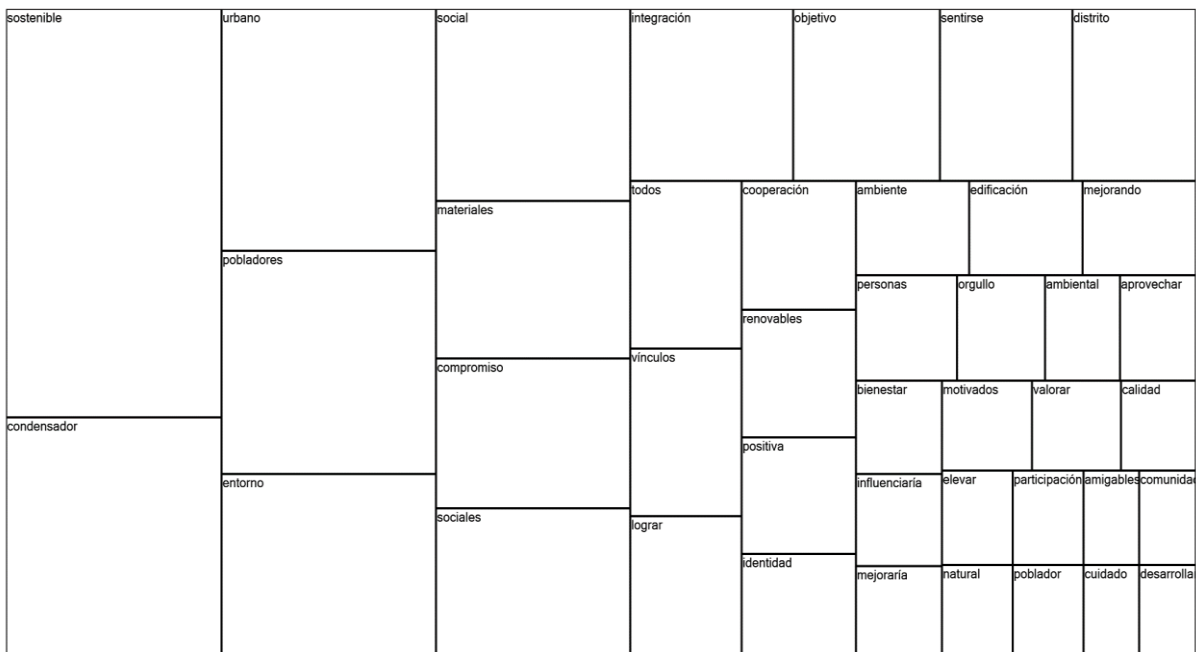 sostenible
urbano
social
integración
objetivo
sentirse
distrito
todos
cooperación
ambiente
edificación
mejorando
materiales
pobladores
personas
orgullo
ambiental
aprovechar
renovables
vínculos
compromiso
bienestar
motivados
valorar
calidad
condensador
positiva
entorno
influenciaría
elevar
participación
amigables
comunida
sociales
lograr
identidad
mejoraría
natural
poblador
cuidado
desarrolla